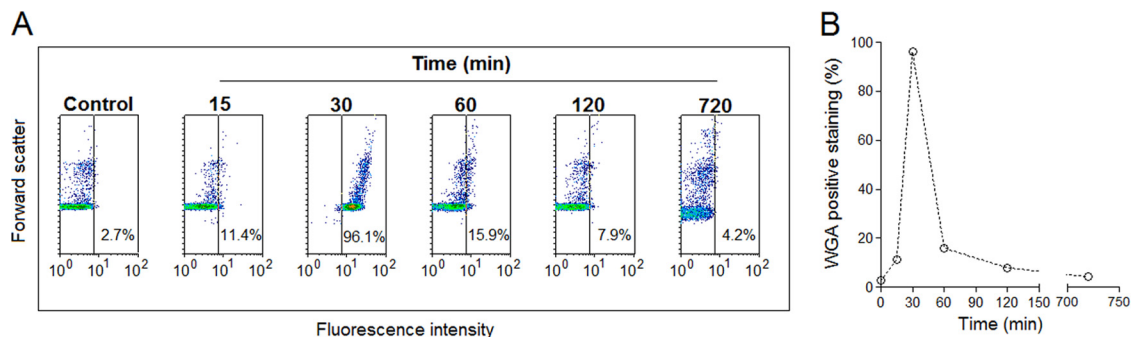 A
Time (min)
Control 15 30 60 120 720
Forward scatter
2.7% 11.4% 96.1% 15.9% 7.9% 4.2%
10^0 10^1 10^2 10^0 10^1 10^2 10^0 10^1 10^2 10^0 10^1 10^2 10^0 10^1 10^2 10^0 10^1 10^2
Fluorescence intensity
B
WGA positive staining (%)
100
80
60
40
20
0
0 30 60 90 120 150 700 750
Time (min)